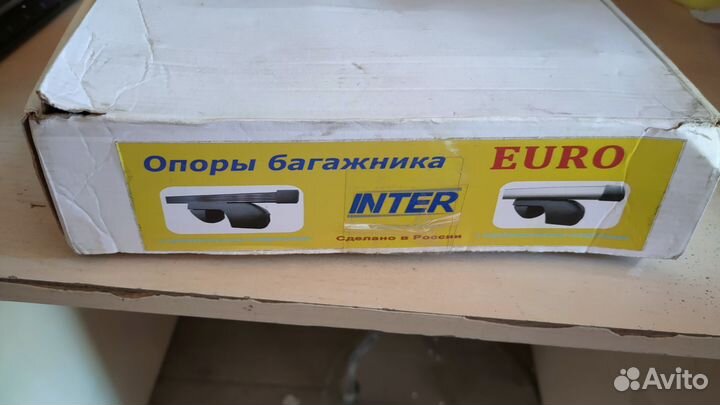 Опоры багажника EURO
INTER
Сделано в России
Avito